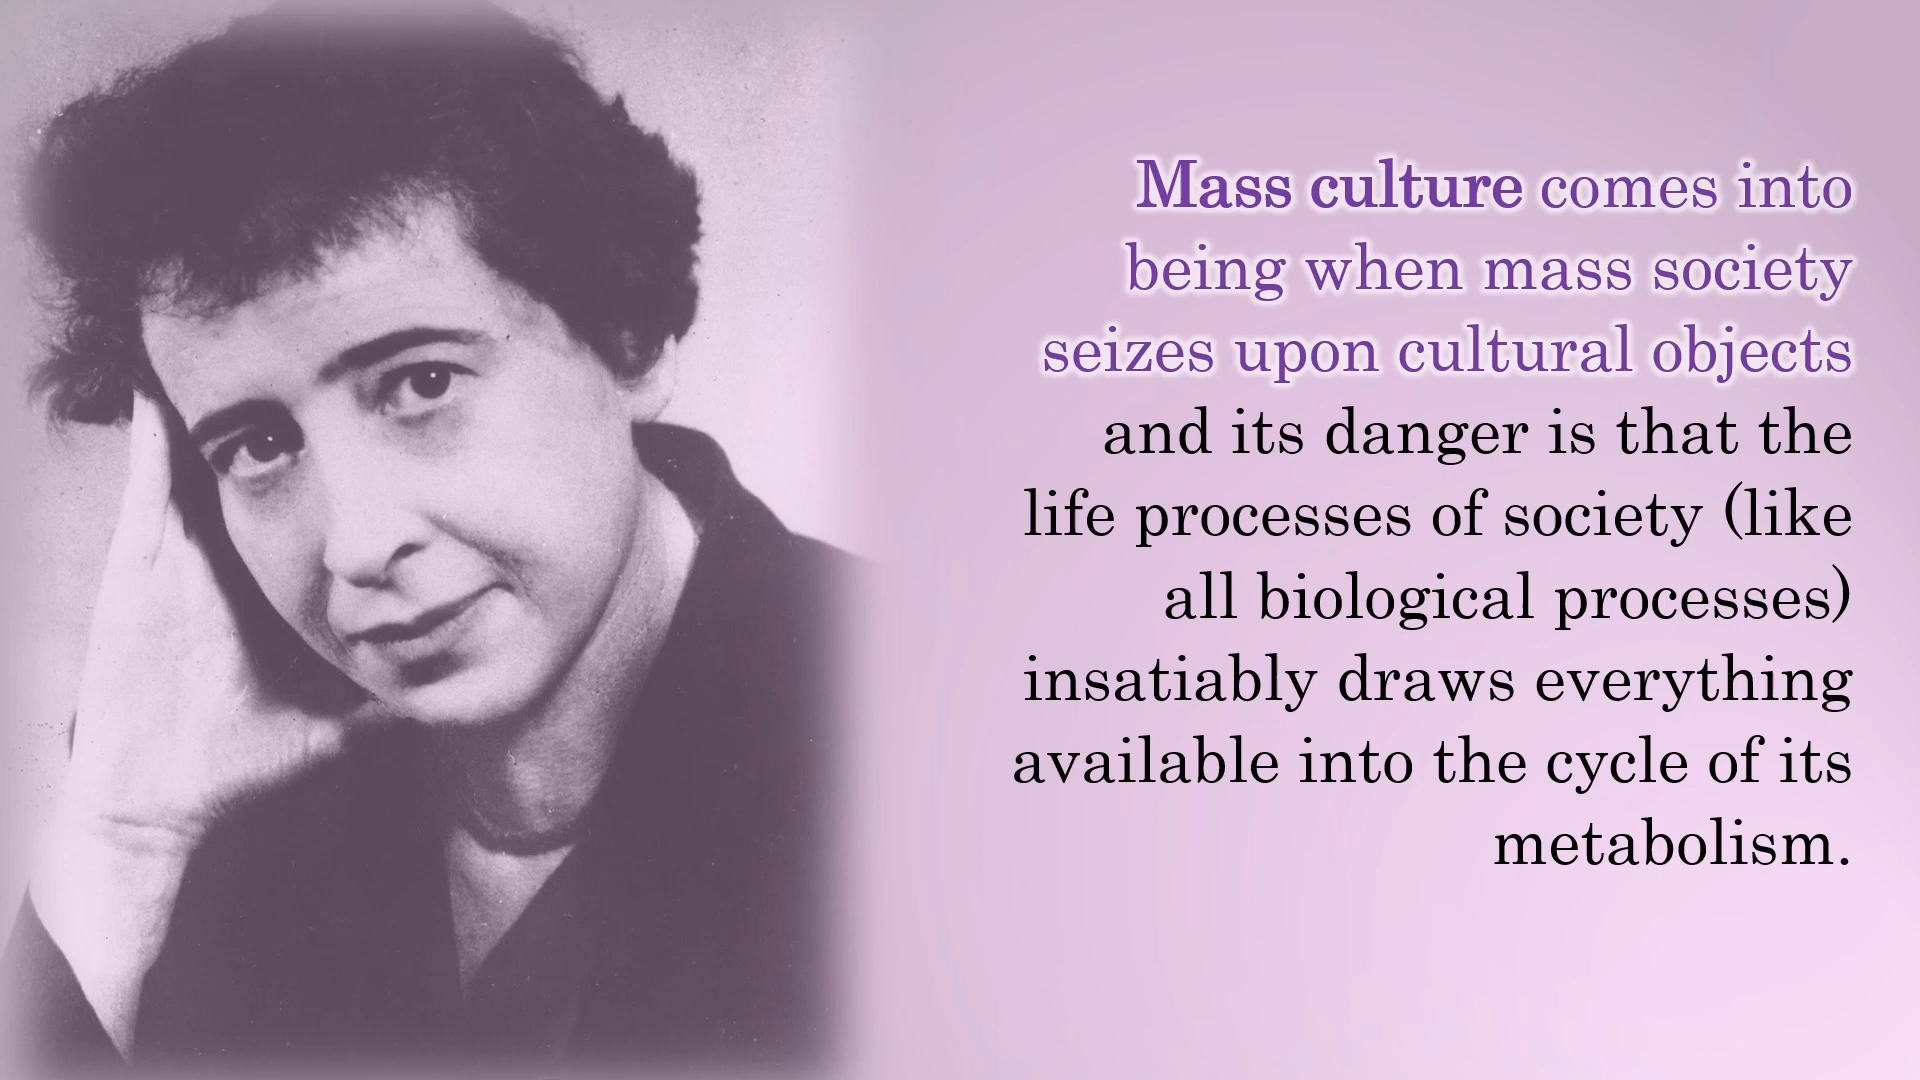 Mass culture comes into
being when mass society
seizes upon cultural objects
and its danger is that the
life processes of society (like
all biological processes)
insatiably draws everything
available into the cycle of its
metabolism.